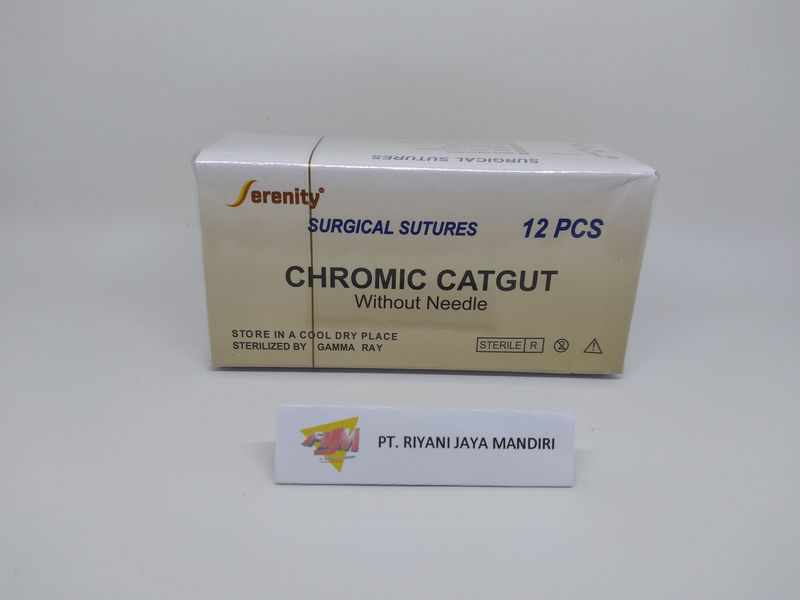 SURGICAL SUTURES
Serenity®
SURGICAL SUTURES 12 PCS
CHROMIC CATGUT
Without Needle
STORE IN A COOL DRY PLACE
STERILIZED BY GAMMA RAY
STERILE R
2
PT. RIYANI JAYA MANDIRI